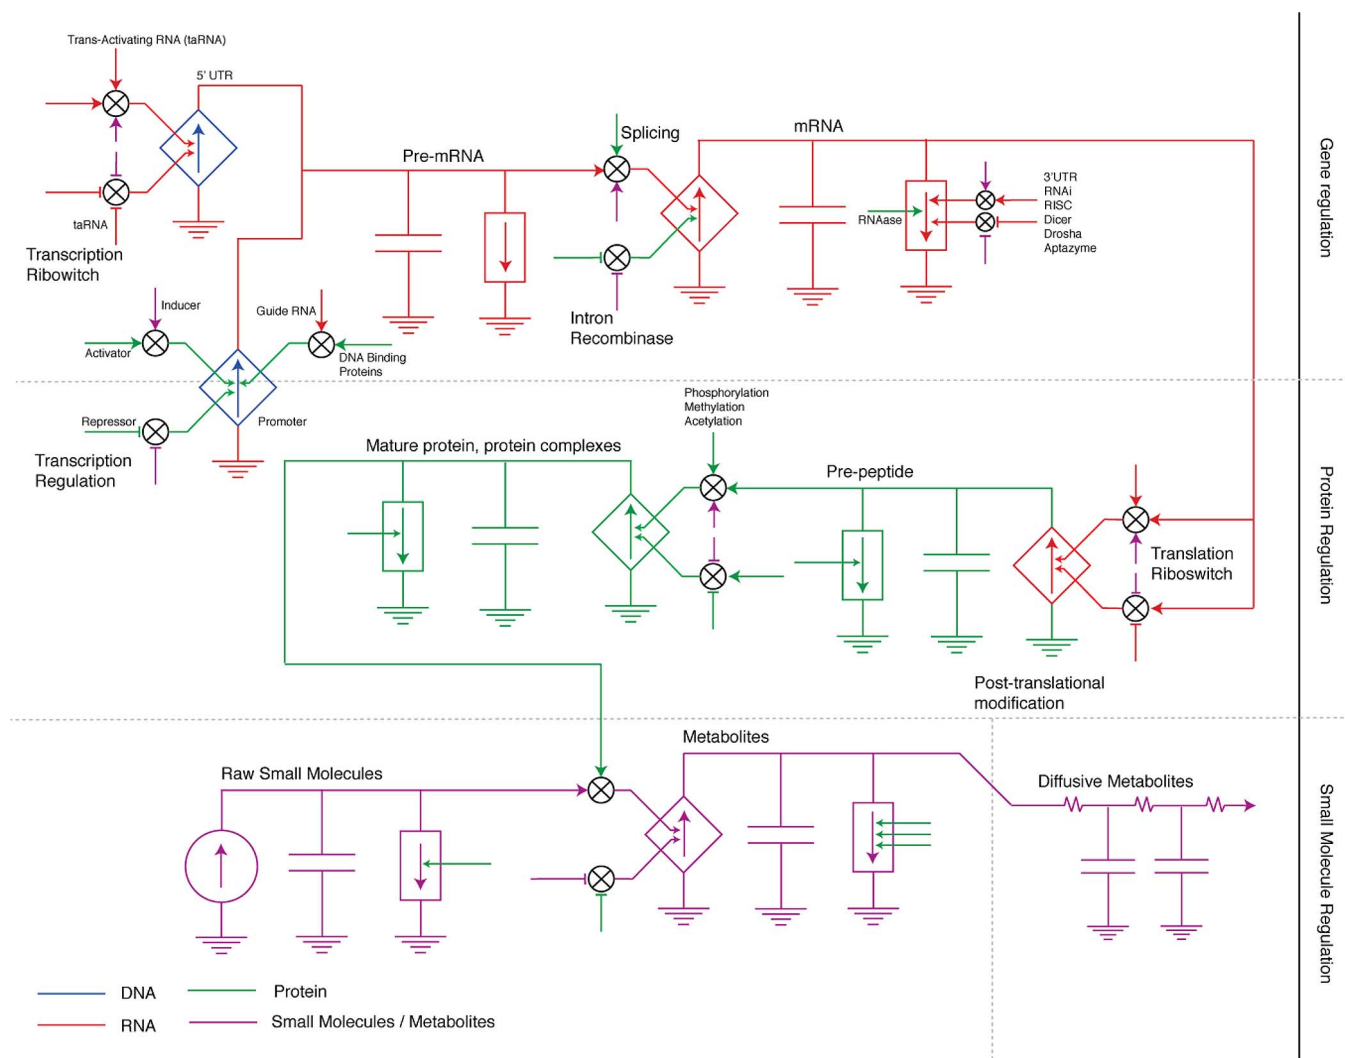 Trans-Activating RNA (taRNA)
5' UTR
taRNA
Transcription
Ribowitch
Pre-mRNA
Splicing
Intron
Recombinase
mRNA
RNAase
3'UTR
RNAi
RISC
Dicer
Drosha
Aptazyme
Gene regulation
Inducer
Activator
Guide RNA
DNA Binding
Proteins
Repressor
Promoter
Transcription
Regulation
Mature protein, protein complexes
Phosphorylation
Methylation
Acetylation
Pre-peptide
Translation
Riboswitch
Post-translational
modification
Protein Regulation
Raw Small Molecules
Metabolites
Diffusive Metabolites
Small Molecule Regulation
DNA
Protein
RNA
Small Molecules / Metabolites